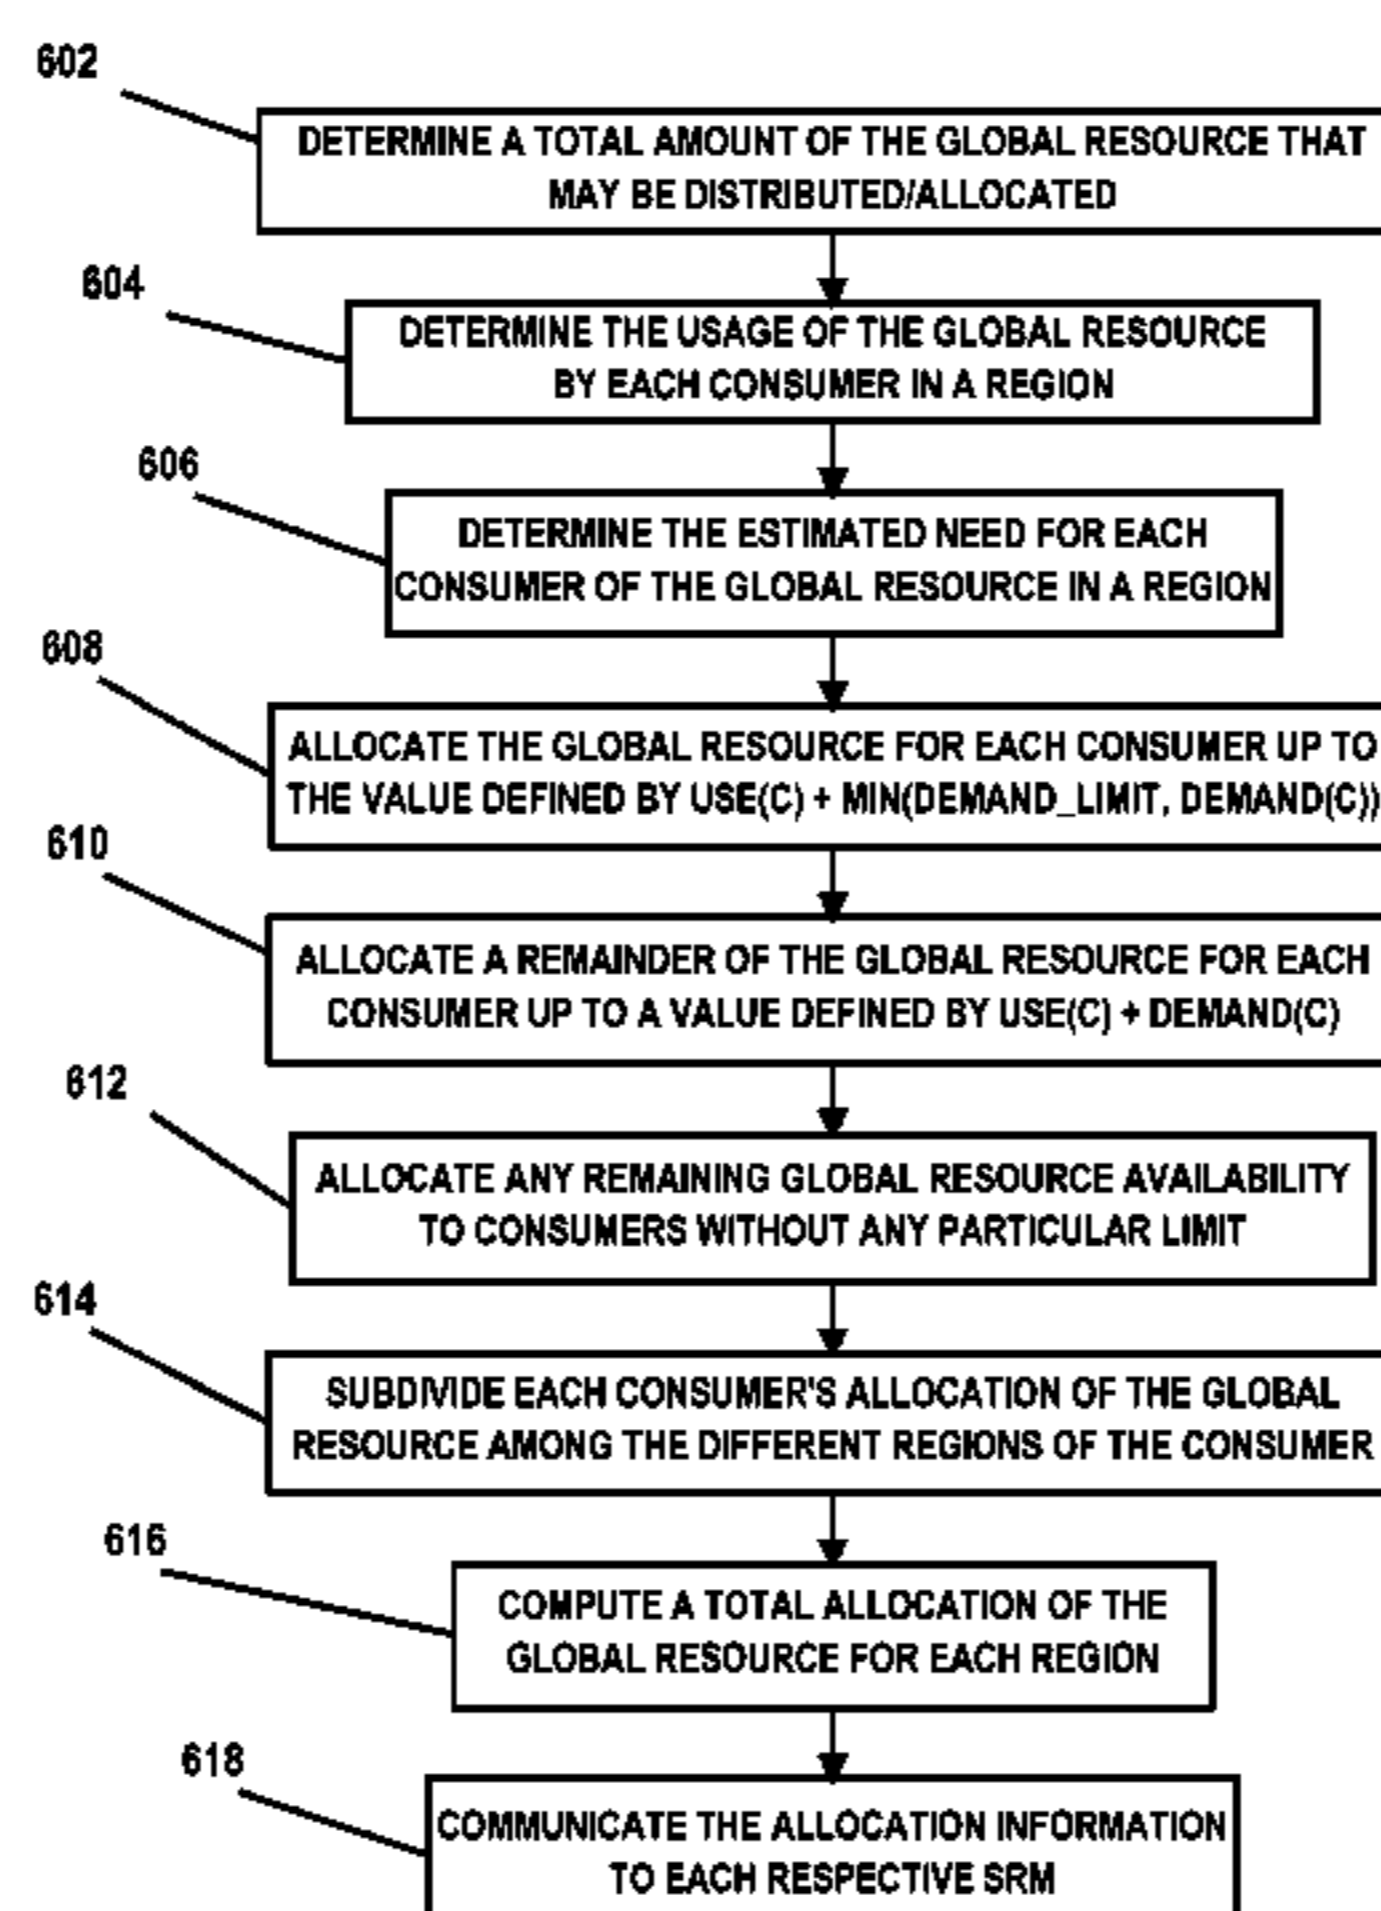 602
DETERMINE A TOTAL AMOUNT OF THE GLOBAL RESOURCE THAT
MAY BE DISTRIBUTED/ALLOCATED
604
DETERMINE THE USAGE OF THE GLOBAL RESOURCE
BY EACH CONSUMER IN A REGION
606
DETERMINE THE ESTIMATED NEED FOR EACH
CONSUMER OF THE GLOBAL RESOURCE IN A REGION
608
ALLOCATE THE GLOBAL RESOURCE FOR EACH CONSUMER UP TO
THE VALUE DEFINED BY USE(C) + MIN(DEMAND_LIMIT, DEMAND(C))
610
ALLOCATE A REMAINDER OF THE GLOBAL RESOURCE FOR EACH
CONSUMER UP TO A VALUE DEFINED BY USE(C) + DEMAND(C)
612
ALLOCATE ANY REMAINING GLOBAL RESOURCE AVAILABILITY
TO CONSUMERS WITHOUT ANY PARTICULAR LIMIT
614
SUBDIVIDE EACH CONSUMER'S ALLOCATION OF THE GLOBAL
RESOURCE AMONG THE DIFFERENT REGIONS OF THE CONSUMER
616
COMPUTE A TOTAL ALLOCATION OF THE
GLOBAL RESOURCE FOR EACH REGION
618
COMMUNICATE THE ALLOCATION INFORMATION
TO EACH RESPECTIVE SRM